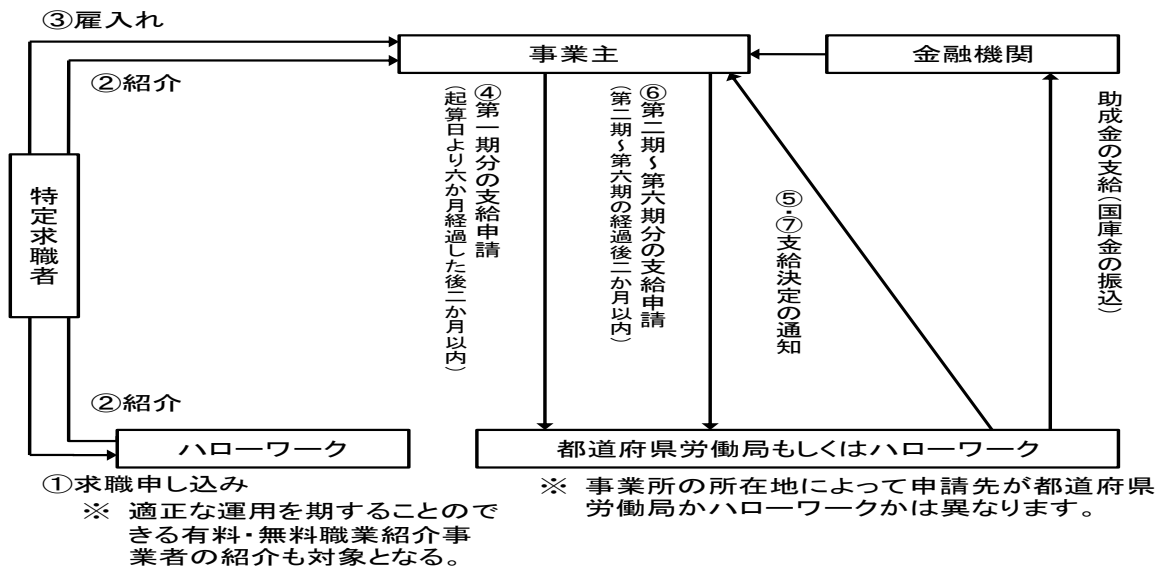 ③雇入れ
事業主
金融機関
②紹介
④第一期分の支給申請
(起算日より六か月経過した後二か月以内)
⑥第二期～第六期分の支給申請
(第二期～第六期の経過後二か月以内)
⑤・⑦支給決定の通知
助成金の支給(国庫金の振込)
特定求職者
②紹介
ハローワーク
都道府県労働局もしくはハローワーク
①求職申し込み
※ 適正な運用を期することので
きる有料・無料職業紹介事
業者の紹介も対象となる。
※ 事業所の所在地によって申請先が都道府県
労働局かハローワークかは異なります。